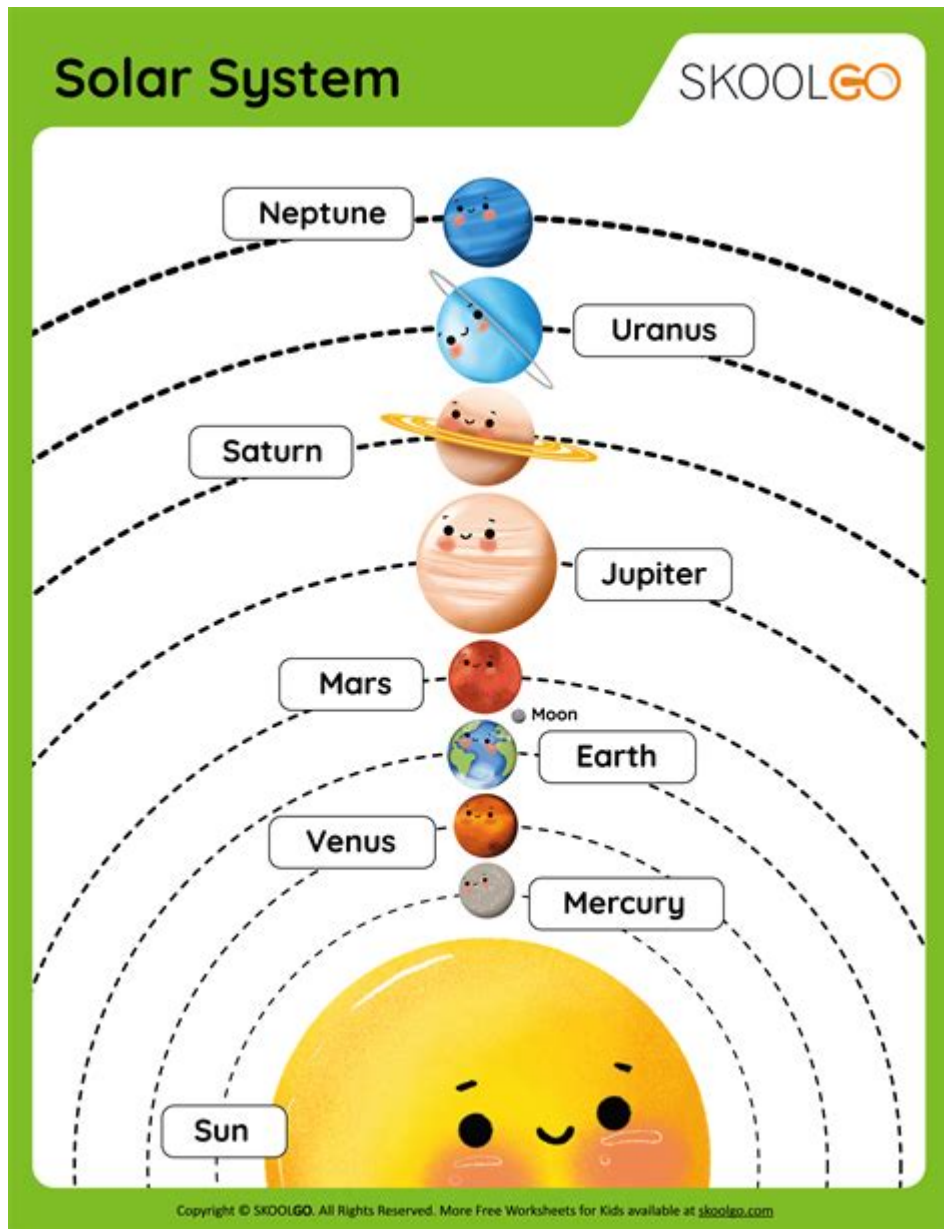 Solar System
SKOOLGO
Neptune
Uranus
Saturn
Jupiter
Mars
Moon
Earth
Venus
Mercury
Sun
Copyright © SKOOLGO. All Rights Reserved. More Free Worksheets for Kids available at skoolgo.com